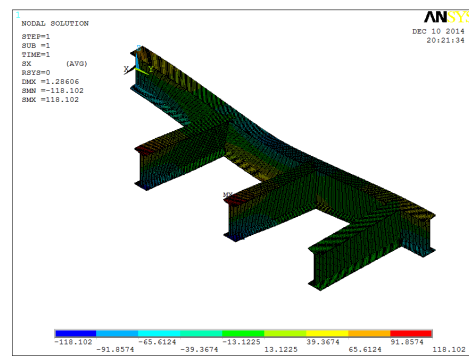 1
NODAL SOLUTION
STEP=1
SUB =1
TIME=1
SX (AVG)
RSYS=0
DMX =1.28606
SMN =-118.102
SMX =118.102
ANSYS
DEC 10 2014
20:21:34
X Y
MX
-118.102 -65.6124 -13.1225 39.3674 91.8574
-91.8574 -39.3674 13.1225 65.6124 118.102